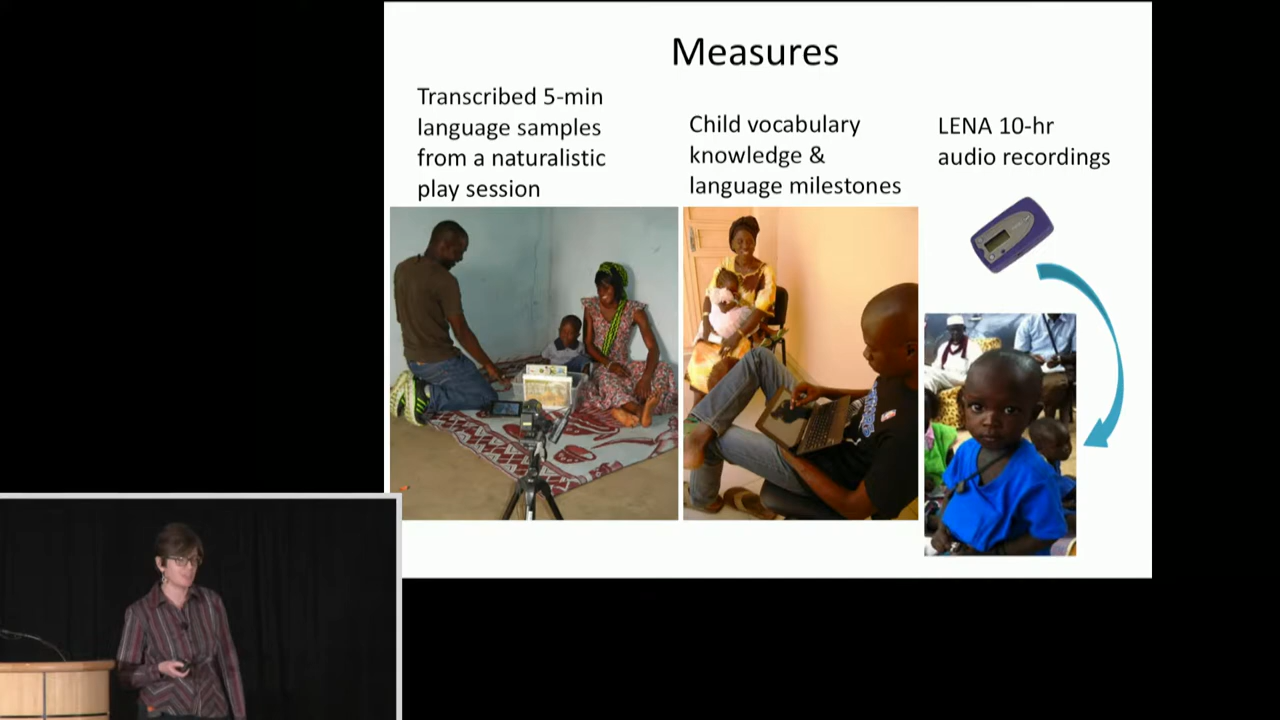 Measures
Transcribed 5-min
language samples
from a naturalistic
play session
Child vocabulary
knowledge &
language milestones
LENA 10-hr
audio recordings